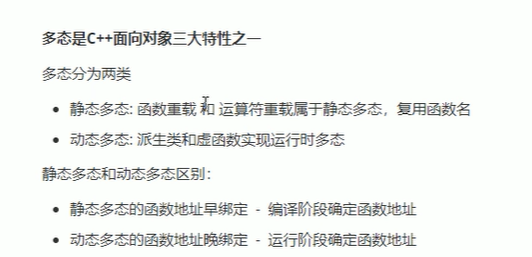 多态是C++面向对象三大特性之一
多态分为两类
• 静态多态: 函数重载 和 运算符重载属于静态多态，复用函数名
• 动态多态: 派生类和虚函数实现运行时多态
静态多态和动态多态区别：
• 静态多态的函数地址早绑定 - 编译阶段确定函数地址
• 动态多态的函数地址晚绑定 - 运行阶段确定函数地址